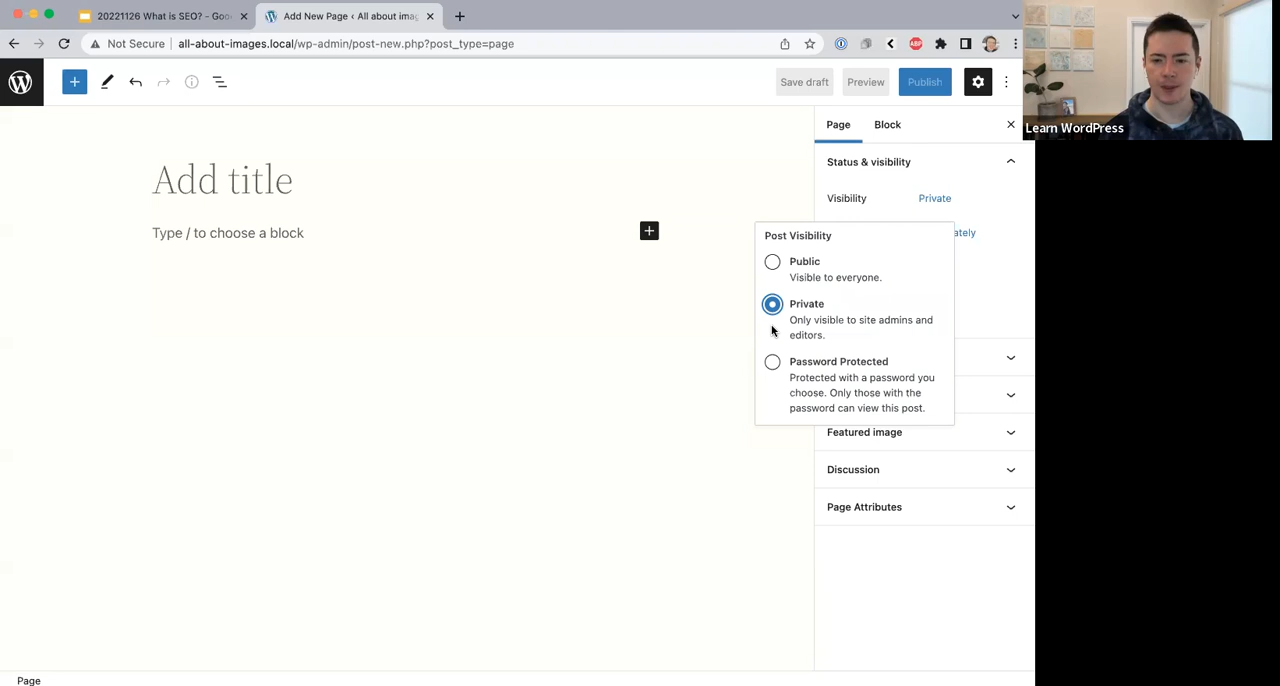 20221126 What is SEO? - Goo
Add New Page ‹ All about imag
Not Secure
all-about-images.local/wp-admin/post-new.php?post_type=page
ABP
Save draft
Preview
Publish
Learn WordPress
Page
Block
Status & visibility
Add title
Visibility
Private
Type / to choose a block
ately
Post Visibility
Public
Visible to everyone.
Private
Only visible to site admins and
editors.
Password Protected
Protected with a password you
choose. Only those with the
password can view this post.
Featured image
Discussion
Page Attributes
Page